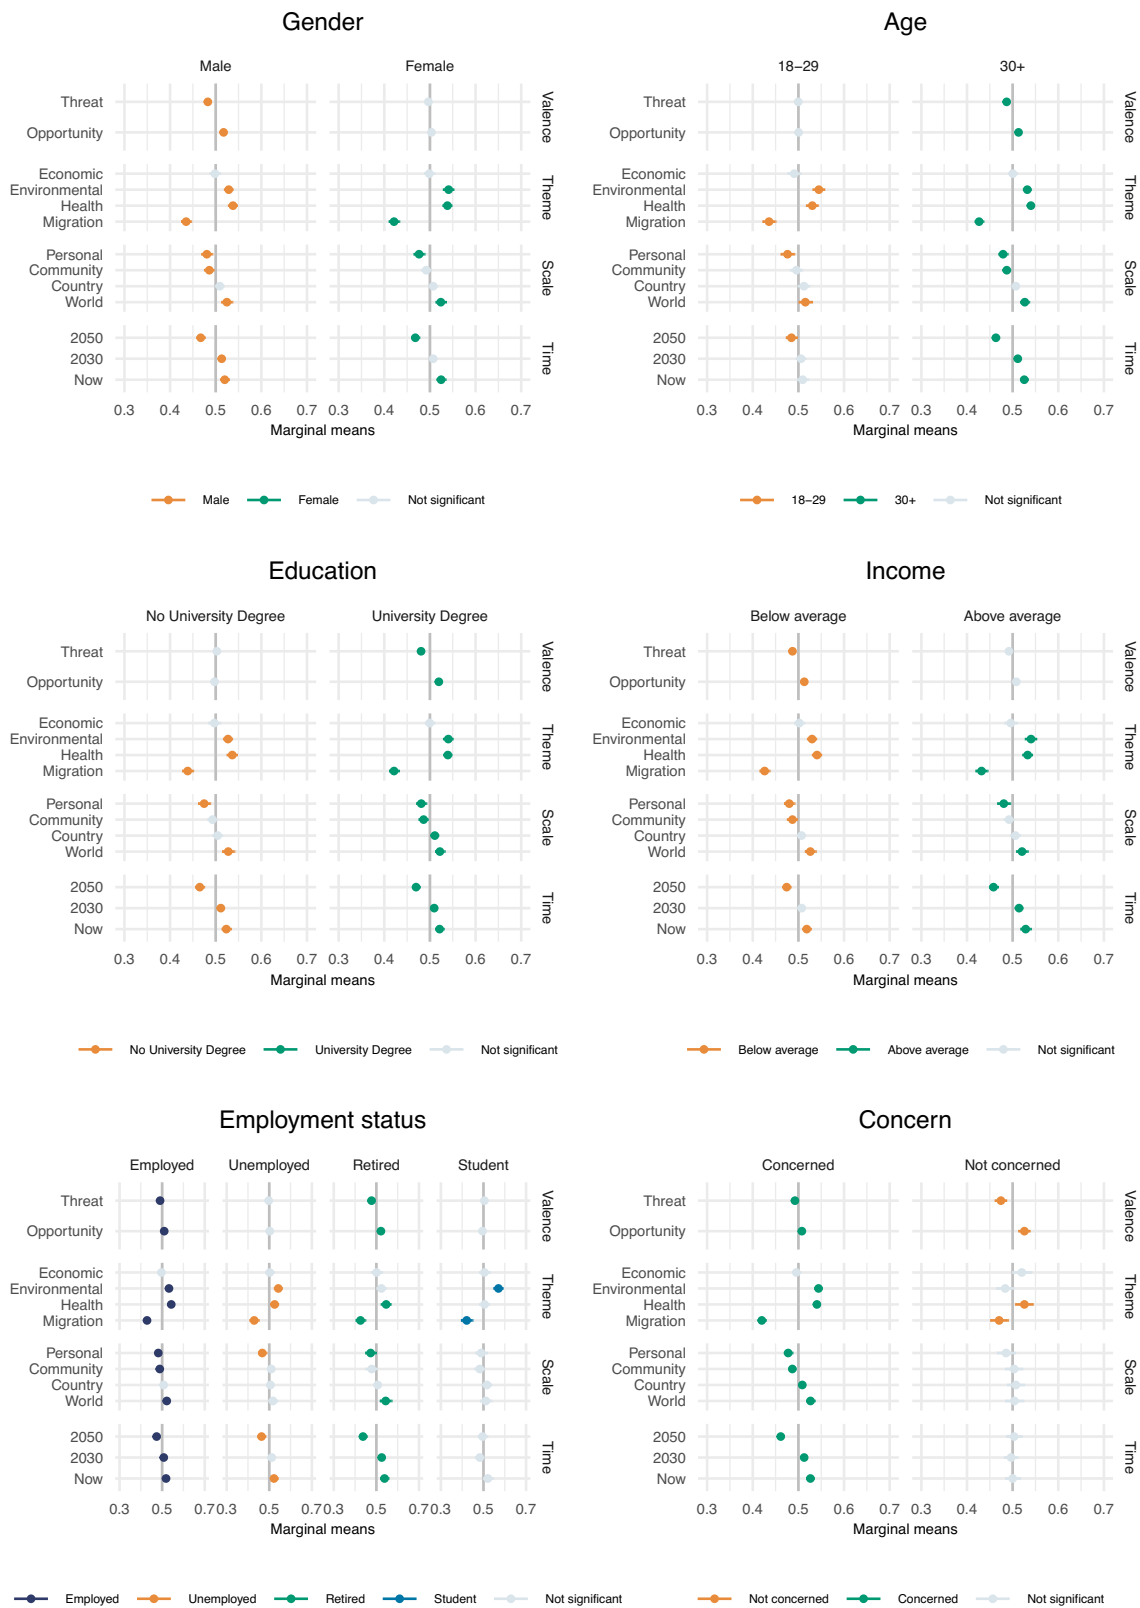 Gender
Male Female
Threat
Opportunity
Valence
Economic
Environmental
Health
Migration
Theme
Personal
Community
Country
World
Scale
2050
2030
Now
Time
0.3 0.4 0.5 0.6 0.7 0.3 0.4 0.5 0.6 0.7
Marginal means
Male Female Not significant
Age
18–29 30+
Threat
Opportunity
Valence
Economic
Environmental
Health
Migration
Theme
Personal
Community
Country
World
Scale
2050
2030
Now
Time
0.3 0.4 0.5 0.6 0.7 0.3 0.4 0.5 0.6 0.7
Marginal means
18–29 30+ Not significant
Education
No University Degree University Degree
Threat
Opportunity
Valence
Economic
Environmental
Health
Migration
Theme
Personal
Community
Country
World
Scale
2050
2030
Now
Time
0.3 0.4 0.5 0.6 0.7 0.3 0.4 0.5 0.6 0.7
Marginal means
No University Degree University Degree Not significant
Income
Below average Above average
Threat
Opportunity
Valence
Economic
Environmental
Health
Migration
Theme
Personal
Community
Country
World
Scale
2050
2030
Now
Time
0.3 0.4 0.5 0.6 0.7 0.3 0.4 0.5 0.6 0.7
Marginal means
Below average Above average Not significant
Employment status
Employed Unemployed Retired Student
Threat
Opportunity
Valence
Economic
Environmental
Health
Migration
Theme
Personal
Community
Country
World
Scale
2050
2030
Now
Time
0.3 0.5 0.7 0.3 0.5 0.7 0.3 0.5 0.7 0.3 0.5 0.7
Marginal means
Employed Unemployed Retired Student Not significant
Concern
Concerned Not concerned
Threat
Opportunity
Valence
Economic
Environmental
Health
Migration
Theme
Personal
Community
Country
World
Scale
2050
2030
Now
Time
0.3 0.4 0.5 0.6 0.7 0.3 0.4 0.5 0.6 0.7
Marginal means
Not concerned Concerned Not significant